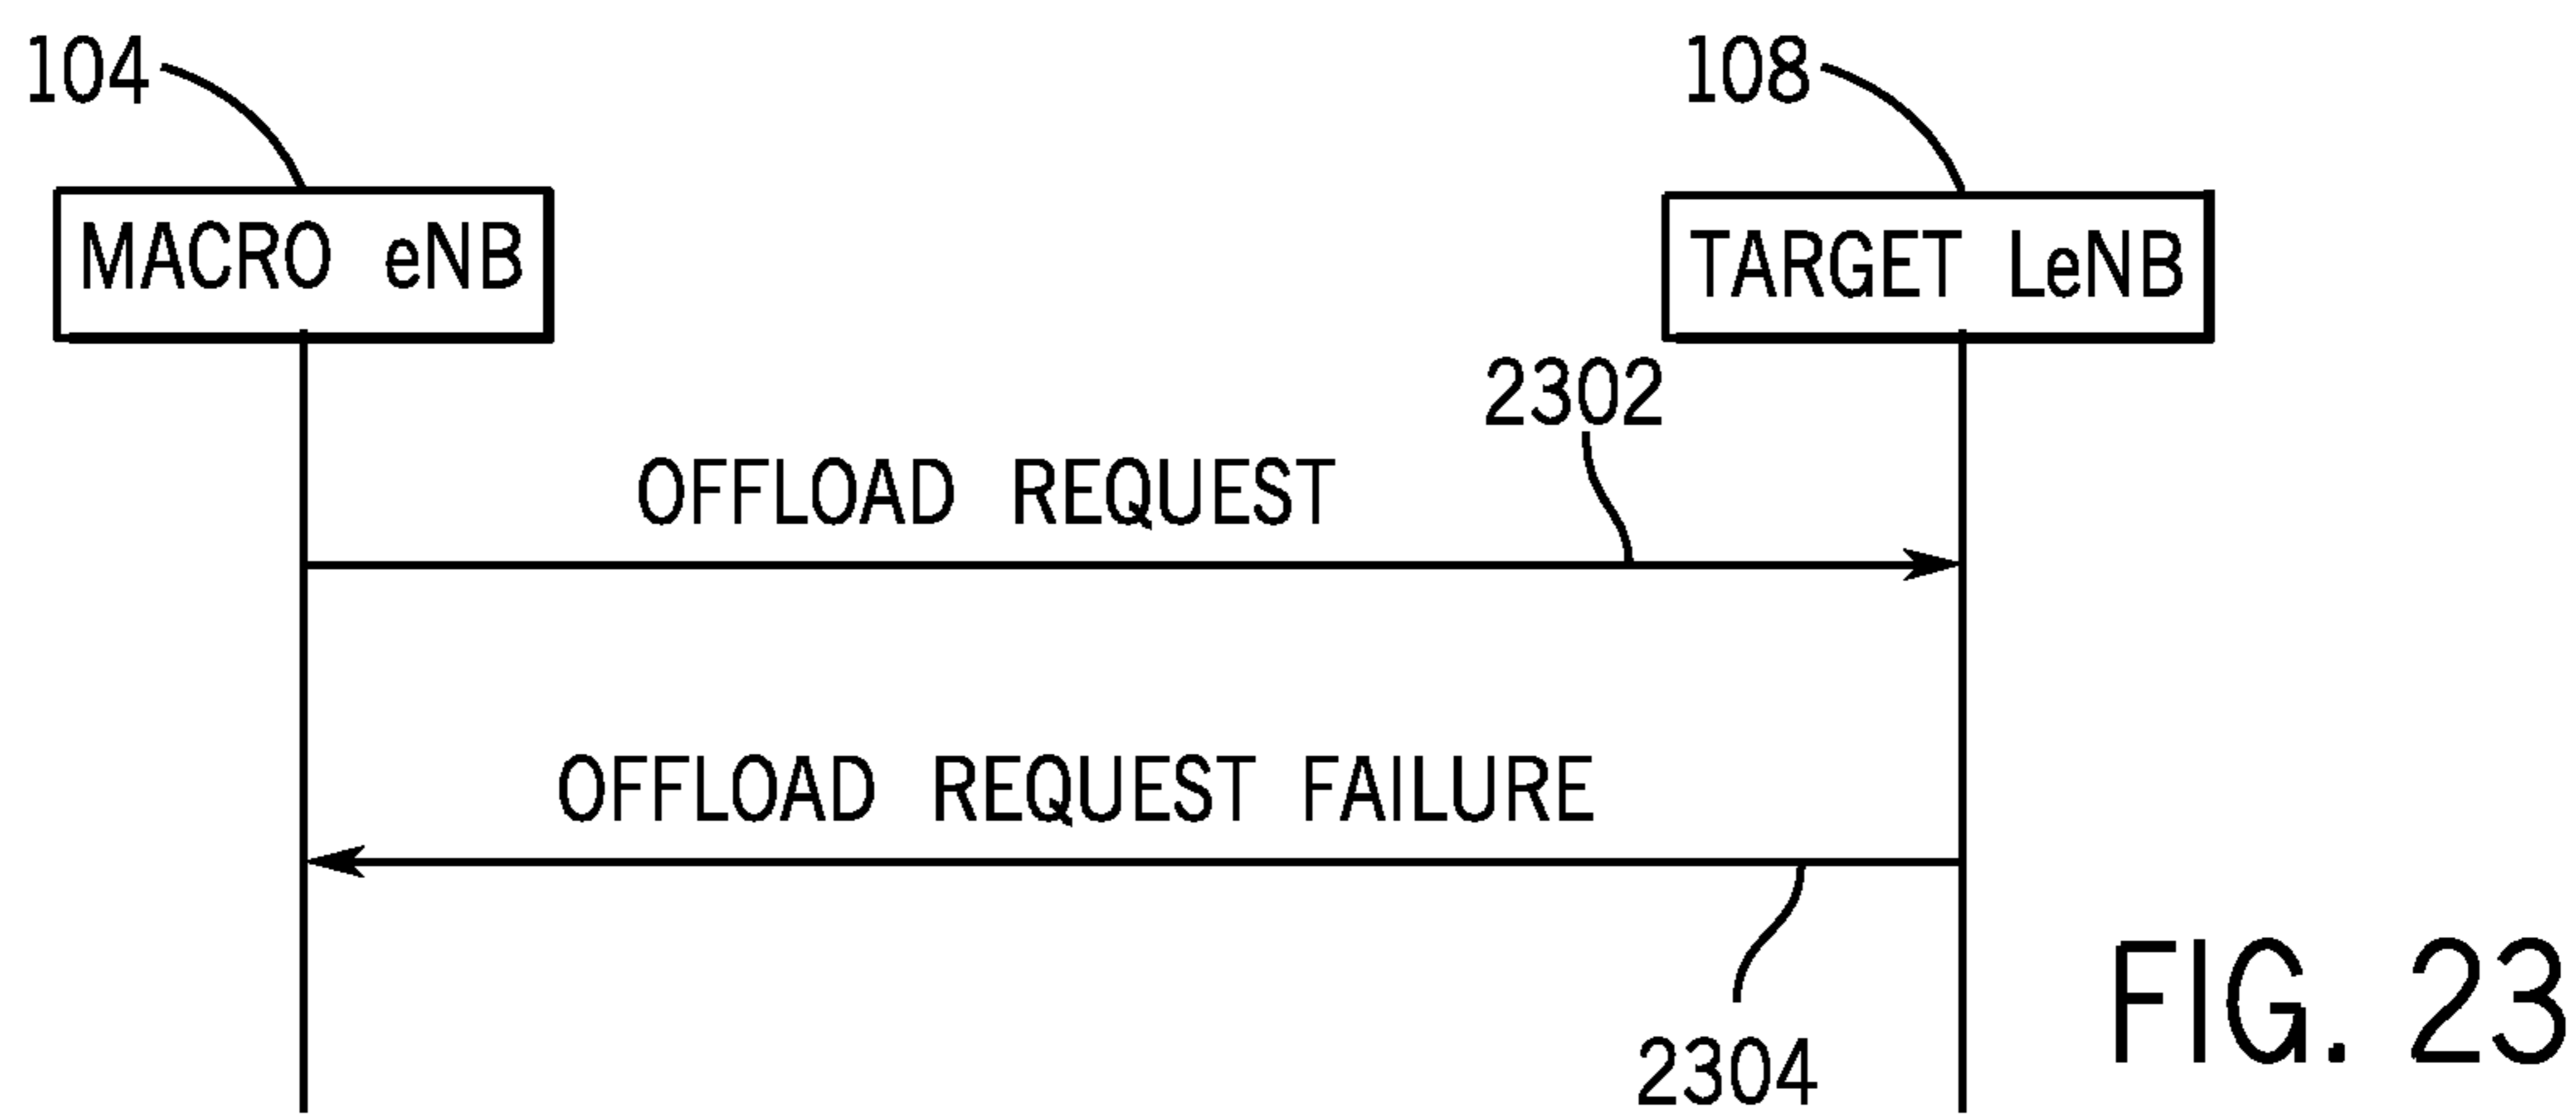 104
108
MACRO eNB
TARGET LeNB
2302
OFFLOAD REQUEST
OFFLOAD REQUEST FAILURE
2304
FIG. 23